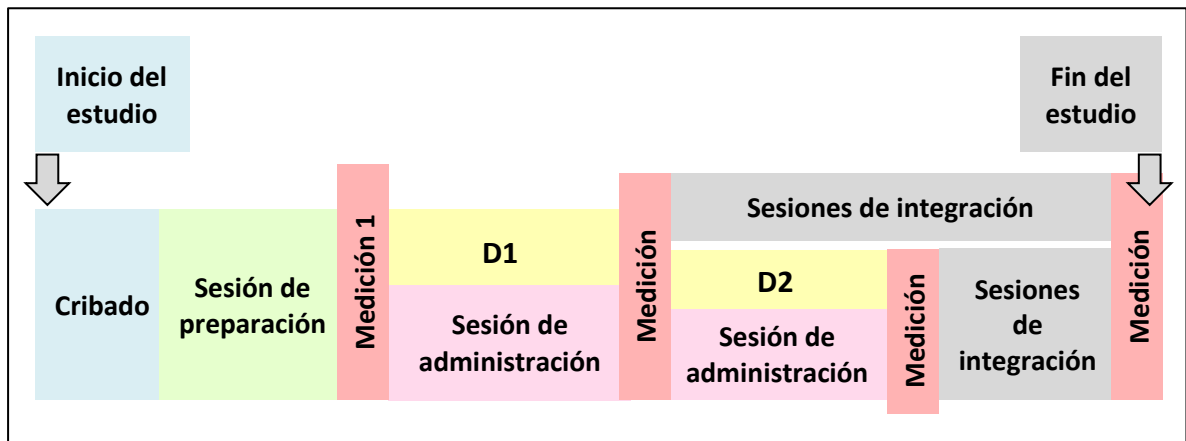 Inicio del
estudio
Fin del
estudio
Cribado
Sesión de
preparación
Medición 1
D1
Sesión de
administración
Medición
Sesiones de integración
D2
Sesión de
administración
Medición
Sesiones
de
integración
Medición